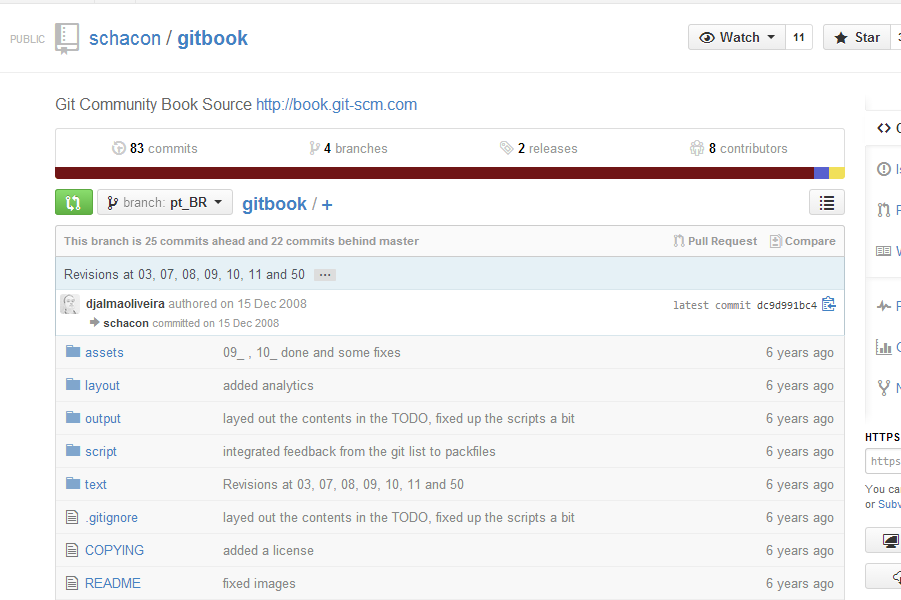 PUBLIC schacon / gitbook Watch 11 Star
Git Community Book Source http://book.git-scm.com
83 commits 4 branches 2 releases 8 contributors
branch: pt_BR gitbook / +
This branch is 25 commits ahead and 22 commits behind master Pull Request Compare
Revisions at 03, 07, 08, 09, 10, 11 and 50 ...
djalmaoliveira authored on 15 Dec 2008 latest commit dc9d991bc4
schacon committed on 15 Dec 2008
assets 09_ , 10_ done and some fixes 6 years ago
layout added analytics 6 years ago
output layed out the contents in the TODO, fixed up the scripts a bit 6 years ago
script integrated feedback from the git list to packfiles 6 years ago
text Revisions at 03, 07, 08, 09, 10, 11 and 50 6 years ago
.gitignore layed out the contents in the TODO, fixed up the scripts a bit 6 years ago
COPYING added a license 6 years ago
README fixed images 6 years ago
HTTPS
https
You can
or Subv